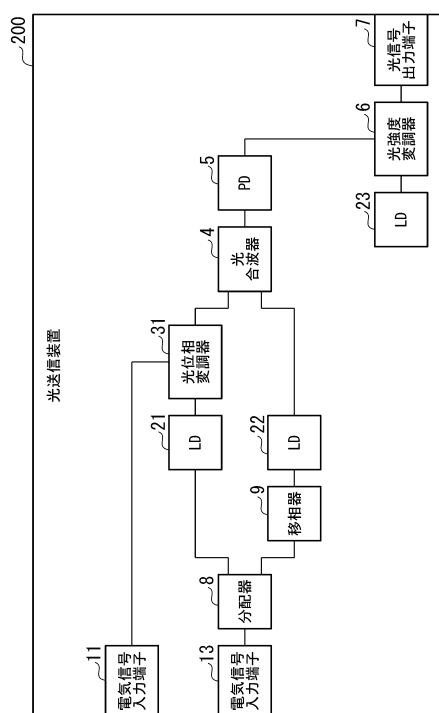 200
光送信装置
11
電気信号
入力端子
13
電気信号
入力端子
8
分配器
9
移相器
21
LD
22
LD
31
光位相
変調器
4
光
合波器
5
PD
23
LD
6
光強度
変調器
7
光信号
出力端子